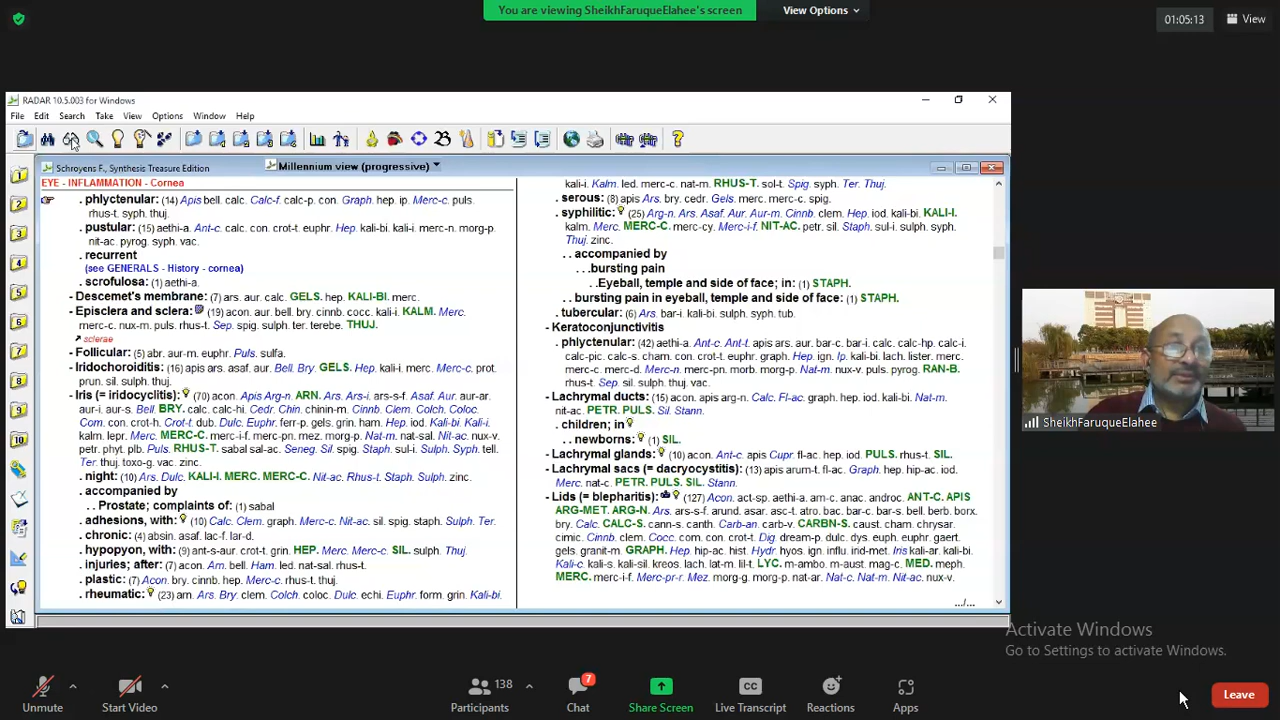 You are viewing SheikhFaruqueElahee's screen
View Options
01:05:13
View
RADAR 10.5.003 for Windows
File Edit Search Take View Options Window Help
1
2
3
4
5
6
7
8
9
10
Schroyens F., Synthesis Treasure Edition
Millennium view (progressive)
EYE - INFLAMMATION - Cornea
. phlyctenular: (14) Apis bell. calc. Calc-f. calc-p. con. Graph. hep. ip. Merc-c. puls.
rhus-t. syph. thuj.
. pustular: (15) aethi-a. Ant-c. calc. con. crot-t. euphr. Hep. kali-bi. kali-i. merc-n. morg-p.
nit-ac. pyrog. syph. vac.
. recurrent
(see GENERALS - History - cornea)
. scrofulosa: (1) aethi-a.
- Descemet's membrane: (7) ars. aur. calc. GELS. hep. KALI-BI. merc.
- Episclera and sclera: (19) acon. aur. bell. bry. cinnb. cocc. kali-i. KALM. Merc.
merc-c. nux-m. puls. rhus-t. Sep. spig. sulph. ter. terebe. THUJ.
sclerae
- Follicular: (5) abr. aur-m. euphr. Puls. sulfa.
- Iridochoroiditis: (16) apis ars. asaf. aur. Bell. Bry. GELS. Hep. kali-i. merc. Merc-c. prot.
prun. sil. sulph. thuj.
- Iris (= iridocyclitis): (70) acon. Apis Arg-n. ARN. Ars. Ars-i. ars-s-f. Asaf. Aur. aur-ar.
aur-i. aur-s. Bell. BRY. calc. calc-hi. Cedr. Chin. chinin-m. Cinnb. Clem. Colch. Coloc.
Com. con. crot-h. Crot-t. dub. Dulc. Euphr. ferr-p. gels. grin. ham. Hep. iod. Kali-bi. Kali-i.
kalm. lepr. Merc. MERC-C. merc-i-f. merc-pn. mez. morg-p. Nat-m. nat-sal. Nit-ac. nux-v.
petr. phyt. plb. Puls. RHUS-T. sabal sal-ac. Seneg. Sil. spig. Staph. sul-i. Sulph. Syph. tell.
Ter. thuj. toxo-g. vac. zinc.
. night: (10) Ars. Dulc. KALI-I. MERC. MERC-C. Nit-ac. Rhus-t. Staph. Sulph. zinc.
. accompanied by
. . Prostate; complaints of: (1) sabal
. adhesions, with: (10) Calc. Clem. graph. Merc-c. Nit-ac. sil. spig. staph. Sulph. Ter.
. chronic: (4) absin. asaf. lac-f. lar-d.
. hypopyon, with: (9) ant-s-aur. crot-t. grin. HEP. Merc. Merc-c. SIL. sulph. Thuj.
. injuries; after: (7) acon. Arn. bell. Ham. led. nat-sal. rhus-t.
. plastic: (7) Acon. bry. cinnb. hep. Merc-c. rhus-t. thuj.
. rheumatic: (23) arn. Ars. Bry. clem. Colch. coloc. Dulc. echi. Euphr. form. grin. Kali-bi.
kali-i. Kalm. led. merc-c. nat-m. RHUS-T. sol-t. Spig. syph. Ter. Thuj.
. serous: (8) apis Ars. bry. cedr. Gels. merc. merc-c. spig.
. syphilitic: (25) Arg-n. Ars. Asaf. Aur. Aur-m. Cinnb. clem. Hep. iod. kali-bi. KALI-I.
kalm. Merc. MERC-C. merc-cy. Merc-i-f. NIT-AC. petr. sil. Staph. sul-i. sulph. syph.
Thuj. zinc.
. . accompanied by
. . .bursting pain
. . .Eyeball, temple and side of face; in: (1) STAPH.
. . bursting pain in eyeball, temple and side of face: (1) STAPH.
. tubercular: (6) Ars. bar-i. kali-bi. sulph. syph. tub.
- Keratoconjunctivitis
. phlyctenular: (42) aethi-a. Ant-c. Ant-t. apis ars. aur. bar-c. bar-i. calc. calc-hp. calc-i.
calc-pic. calc-s. cham. con. crot-t. euphr. graph. Hep. ign. Ip. kali-bi. lach. lister. merc.
merc-c. merc-d. Merc-n. merc-pn. morb. morg-p. Nat-m. nux-v. puls. pyrog. RAN-B.
rhus-t. Sep. sil. sulph. thuj. vac.
- Lachrymal ducts: (15) acon. apis arg-n. Calc. Fl-ac. graph. hep. iod. kali-bi. Nat-m.
nit-ac. PETR. PULS. Sil. Stann.
. children; in
. . newborns: (1) SIL.
- Lachrymal glands: (10) acon. Ant-c. apis Cupr. fl-ac. hep. iod. PULS. rhus-t. SIL.
- Lachrymal sacs (= dacryocystitis): (13) apis arum-t. fl-ac. Graph. hep. hip-ac. iod.
Merc. nat-c. PETR. PULS. SIL. Stann.
- Lids (= blepharitis): (127) Acon. act-sp. aethi-a. am-c. anac. androc. ANT-C. APIS
ARG-MET. ARG-N. Ars. ars-s-f. arund. asar. asc-t. atro. bac. bar-c. bar-s. bell. berb. borx.
bry. Calc. CALC-S. cann-s. canth. Carb-an. carb-v. CARBN-S. caust. cham. chrysar.
cimic. Cinnb. clem. Cocc. com. con. crot-t. Dig. dream-p. dulc. dys. euph. euphr. gaert.
gels. granit-m. GRAPH. Hep. hip-ac. hist. Hydr. hyos. ign. influ. irid-met. Iris kali-ar. kali-bi.
Kali-c. kali-s. kali-sil. kreos. lach. lat-m. lil-t. LYC. m-ambo. m-aust. mag-c. MED. meph.
MERC. merc-i-f. Merc-pr-r. Mez. morg-g. morg-p. nat-ar. Nat-c. Nat-m. Nit-ac. nux-v.
.../...
SheikhFaruqueElahee
Activate Windows
Go to Settings to activate Windows.
138
7
CC
Unmute
Start Video
Participants
Chat
Share Screen
Live Transcript
Reactions
Apps
Leave